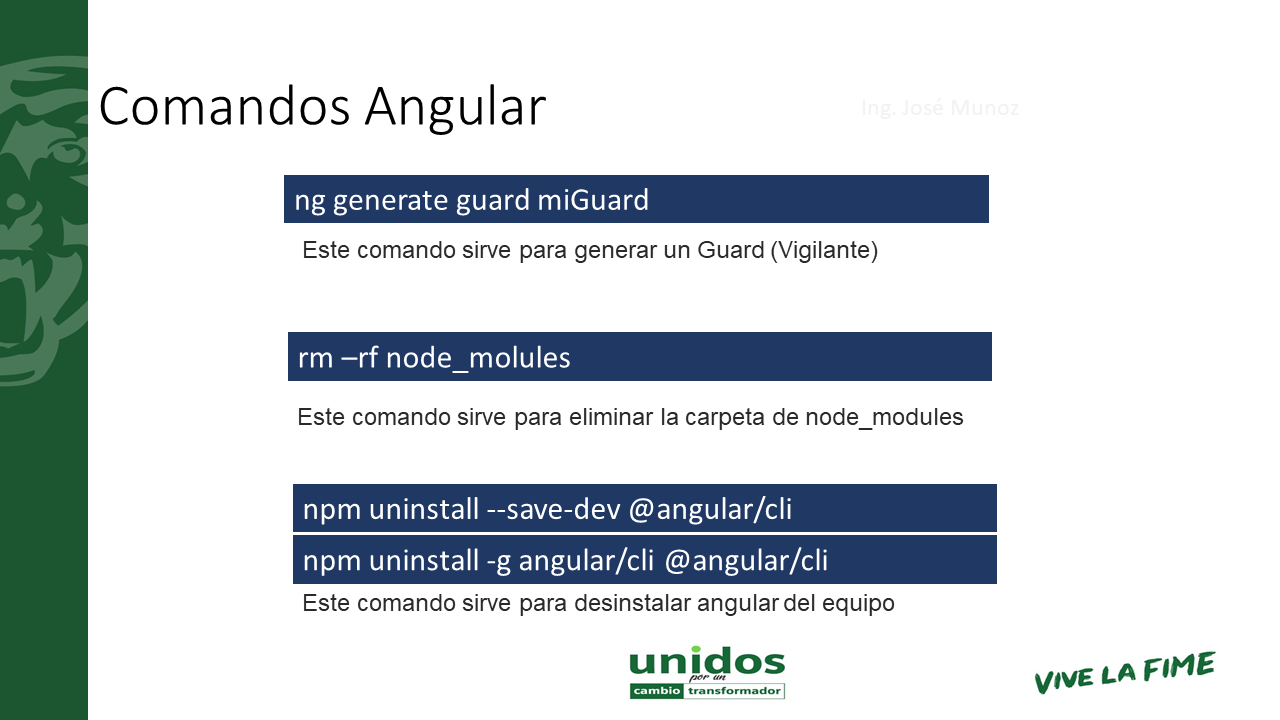 Comandos Angular
Ing. José Munoz
ng generate guard miGuard
Este comando sirve para generar un Guard (Vigilante)
rm –rf node_molules
Este comando sirve para eliminar la carpeta de node_modules
npm uninstall --save-dev @angular/cli
npm uninstall -g angular/cli @angular/cli
Este comando sirve para desinstalar angular del equipo
unidos
por un
cambio transformador
VIVE LA FIME